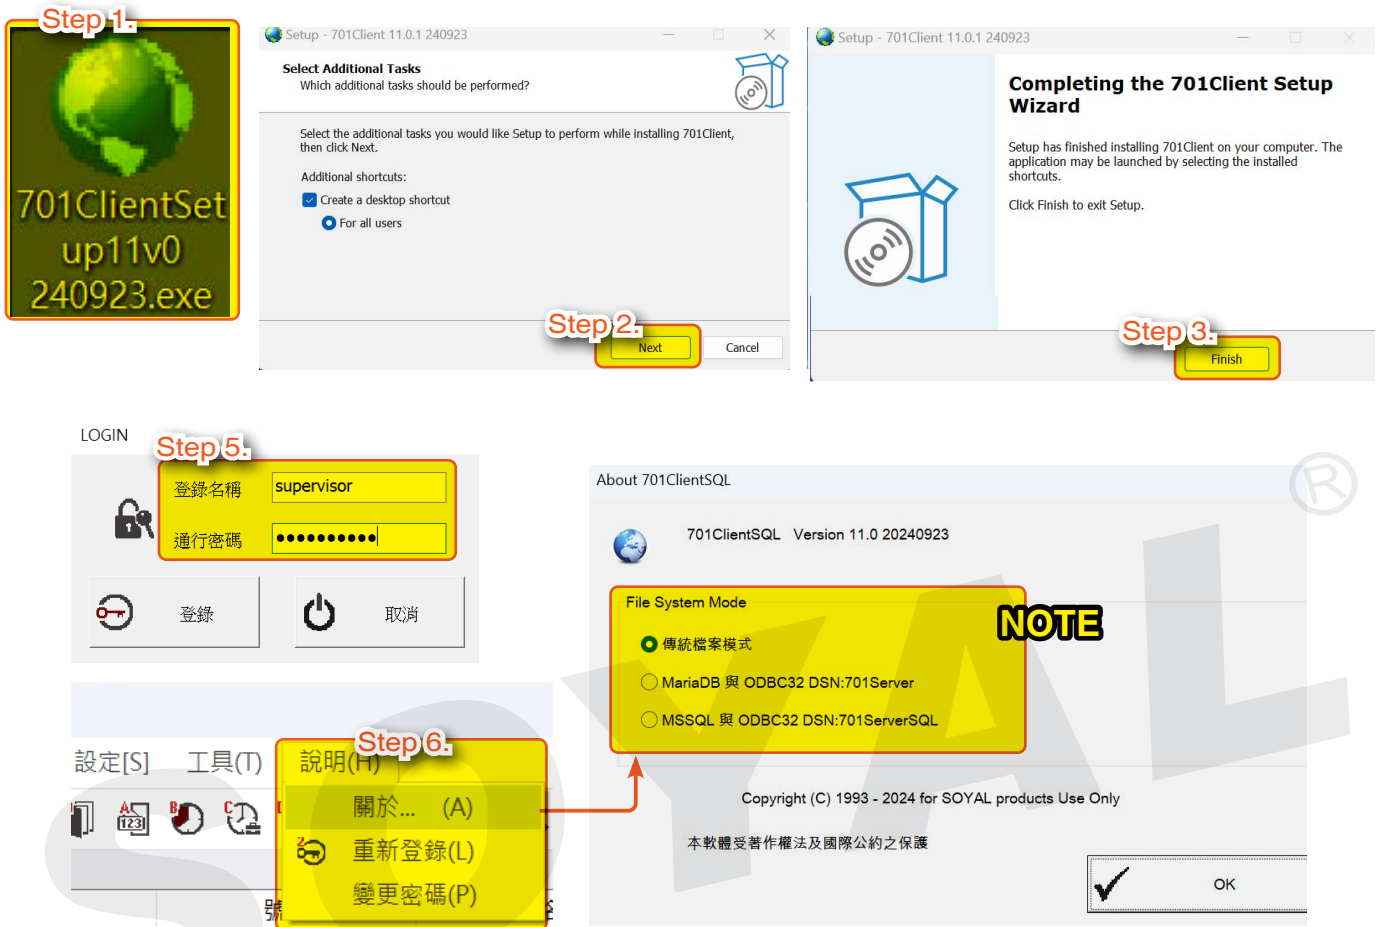 Step 1.
701ClientSet
up11v0
240923.exe
Setup - 701Client 11.0.1 240923
Select Additional Tasks
Which additional tasks should be performed?
Select the additional tasks you would like Setup to perform while installing 701Client,
then click Next.
Additional shortcuts:
Create a desktop shortcut
For all users
Step 2.
Next
Cancel
Setup - 701Client 11.0.1 240923
Completing the 701Client Setup
Wizard
Setup has finished installing 701Client on your computer. The
application may be launched by selecting the installed
shortcuts.
Click Finish to exit Setup.
Step 3.
Finish
LOGIN
Step 5.
登錄名稱
supervisor
通行密碼
登錄
取消
設定[S]
工具(T)
說明(H)
Step 6.
關於... (A)
重新登錄(L)
變更密碼(P)
號
About 701ClientSQL
701ClientSQL Version 11.0 20240923
File System Mode
NOTE
傳統檔案模式
MariaDB 與 ODBC32 DSN:701Server
MSSQL 與 ODBC32 DSN:701ServerSQL
Copyright (C) 1993 - 2024 for SOYAL products Use Only
本軟體受著作權法及國際公約之保護
OK
SOYAL®